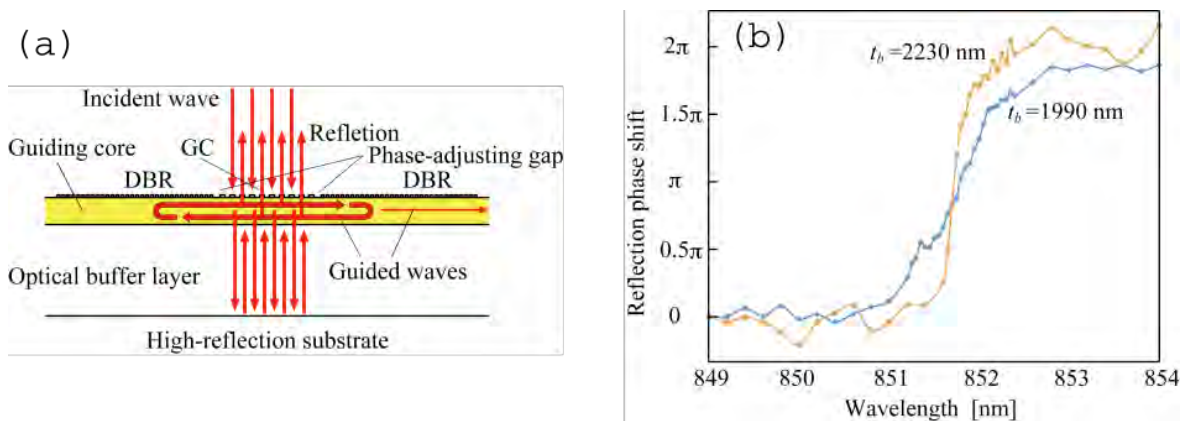 (a)
Incident wave
GC
Refletion
Phase-adjusting gap
Guiding core
DBR
DBR
Optical buffer layer
Guided waves
High-reflection substrate
(b)
2π
1.5π
π
0.5π
0
Reflection phase shift
t_b =2230 nm
t_b =1990 nm
849 850 851 852 853 854
Wavelength [nm]